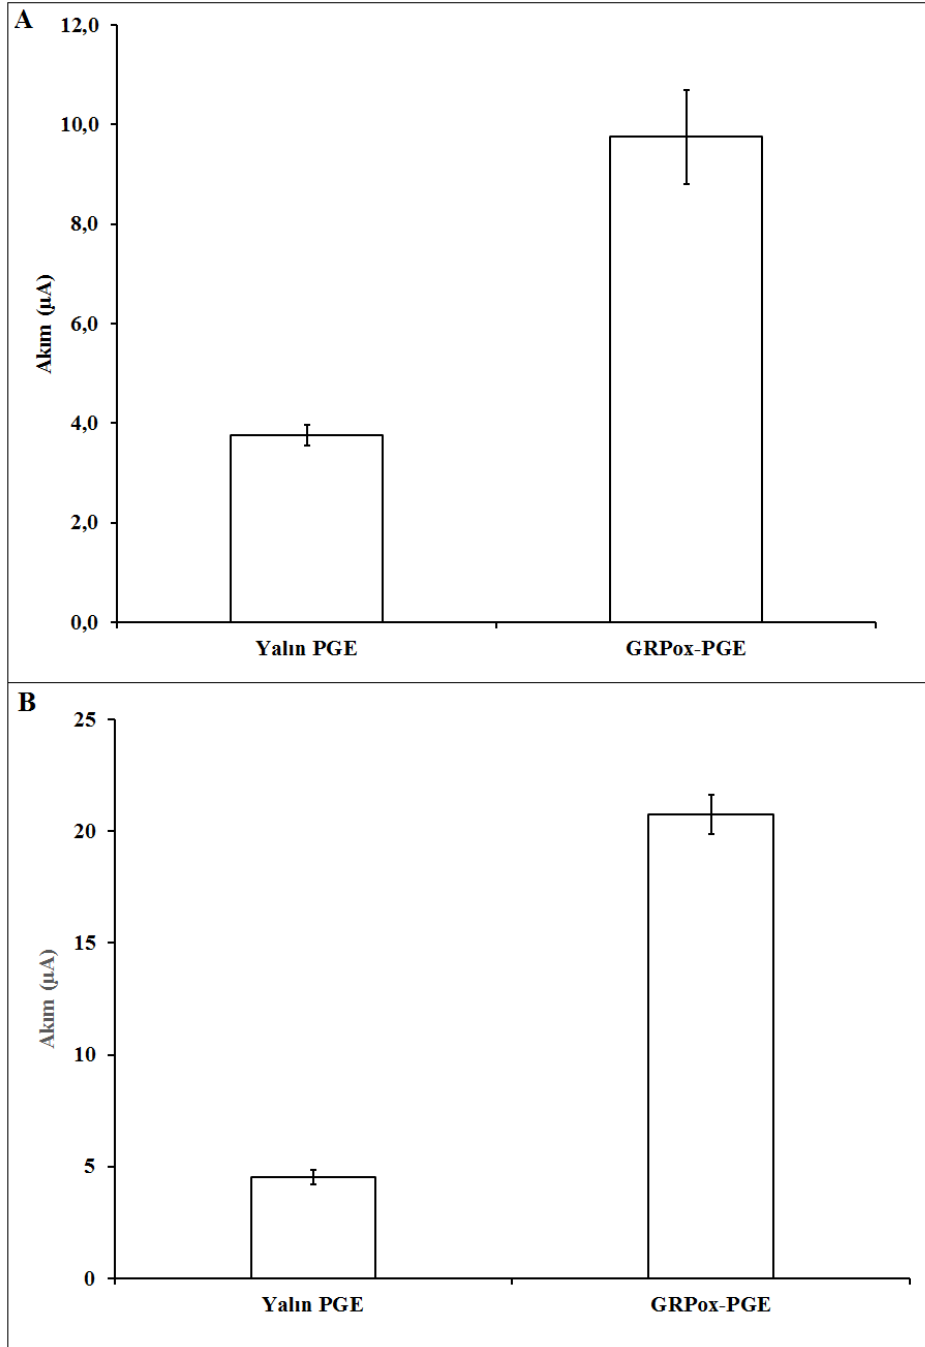 A
12,0
10,0
8,0
6,0
4,0
2,0
0,0
Akım (µA)
Yalın PGE GRPox-PGE
B
25
20
15
10
5
0
Akım (µA)
Yalın PGE GRPox-PGE